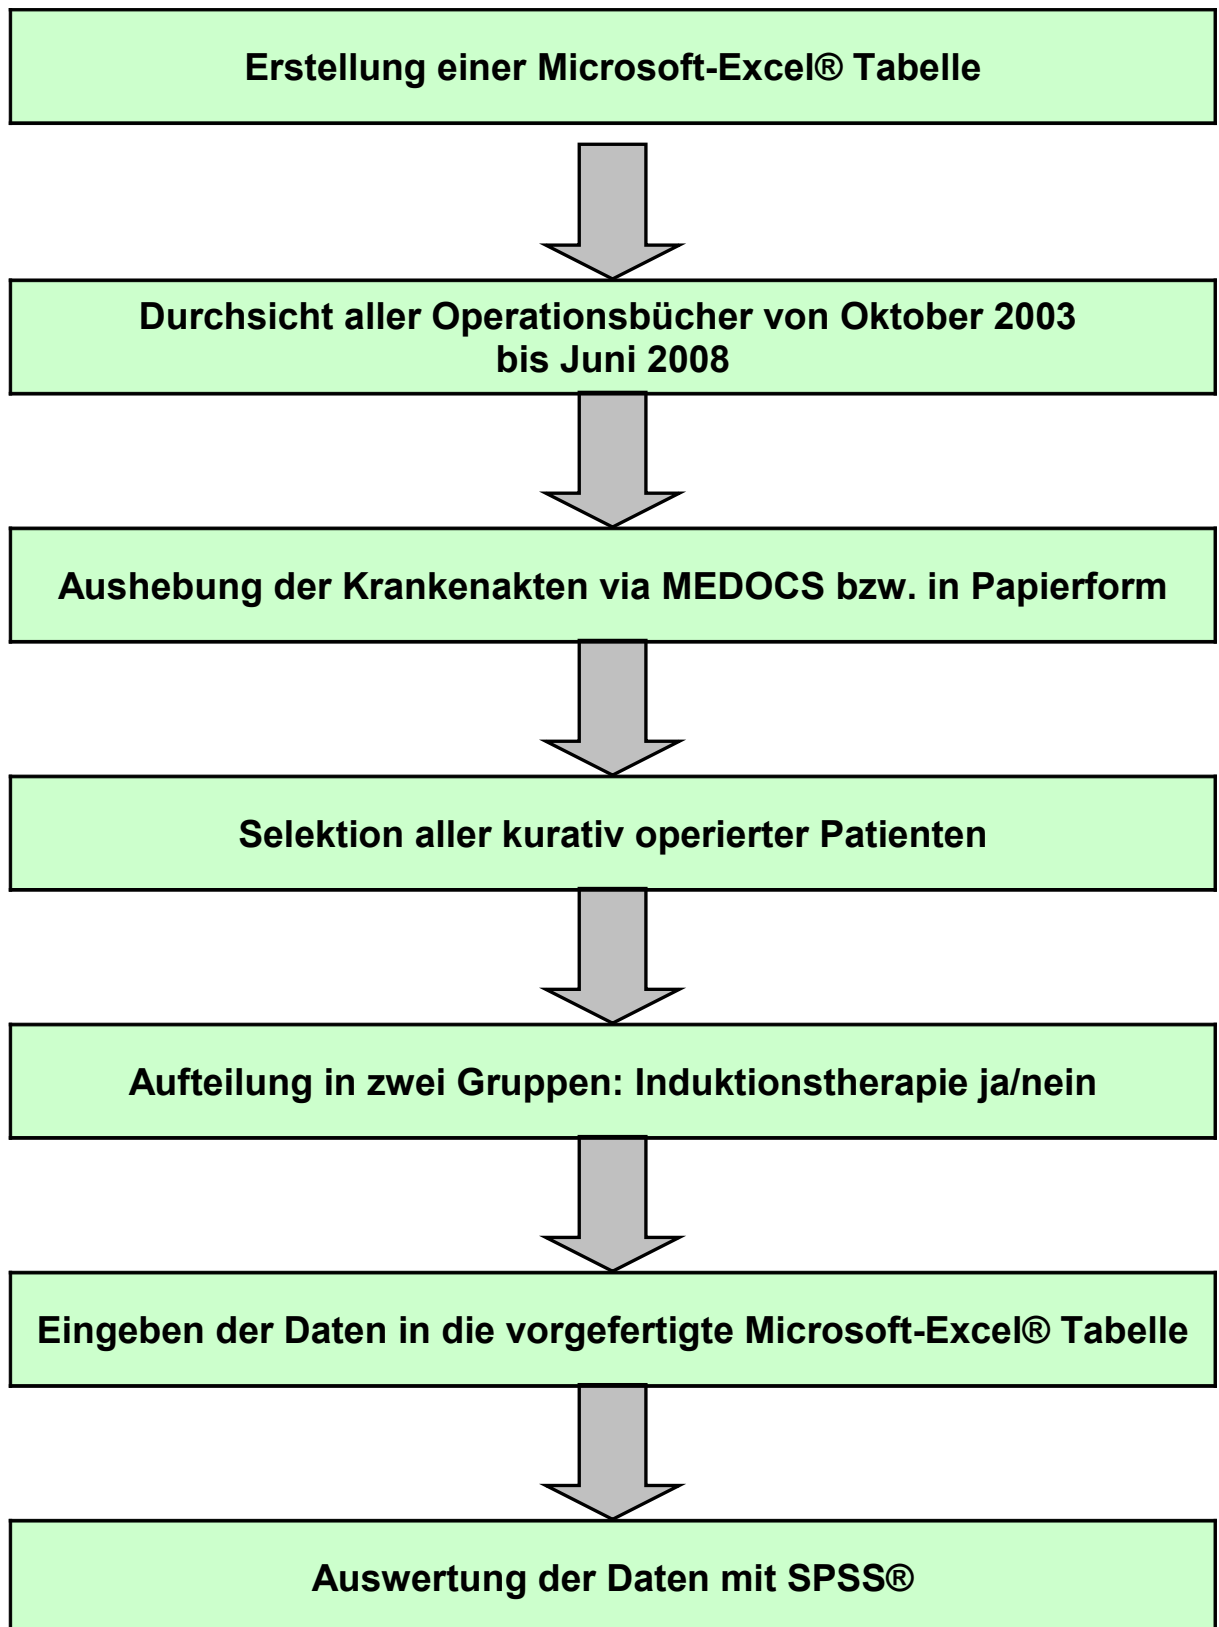 Erstellung einer Microsoft-Excel® Tabelle
Durchsicht aller Operationsbücher von Oktober 2003
bis Juni 2008
Aushebung der Krankenakten via MEDOCS bzw. in Papierform
Selektion aller kurativ operierter Patienten
Aufteilung in zwei Gruppen: Induktionstherapie ja/nein
Eingeben der Daten in die vorgefertigte Microsoft-Excel® Tabelle
Auswertung der Daten mit SPSS®